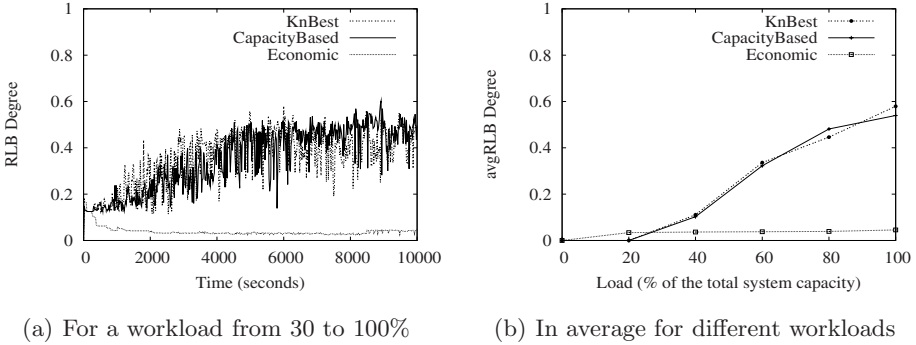 1
0.8
0.6
0.4
0.2
0
RLB Degree
KnBest
CapacityBased
Economic
0 2000 4000 6000 8000 10000
Time (seconds)
(a) For a workload from 30 to 100%
1
0.8
0.6
0.4
0.2
0
avgRLB Degree
KnBest
CapacityBased
Economic
0 20 40 60 80 100
Load (% of the total system capacity)
(b) In average for different workloads